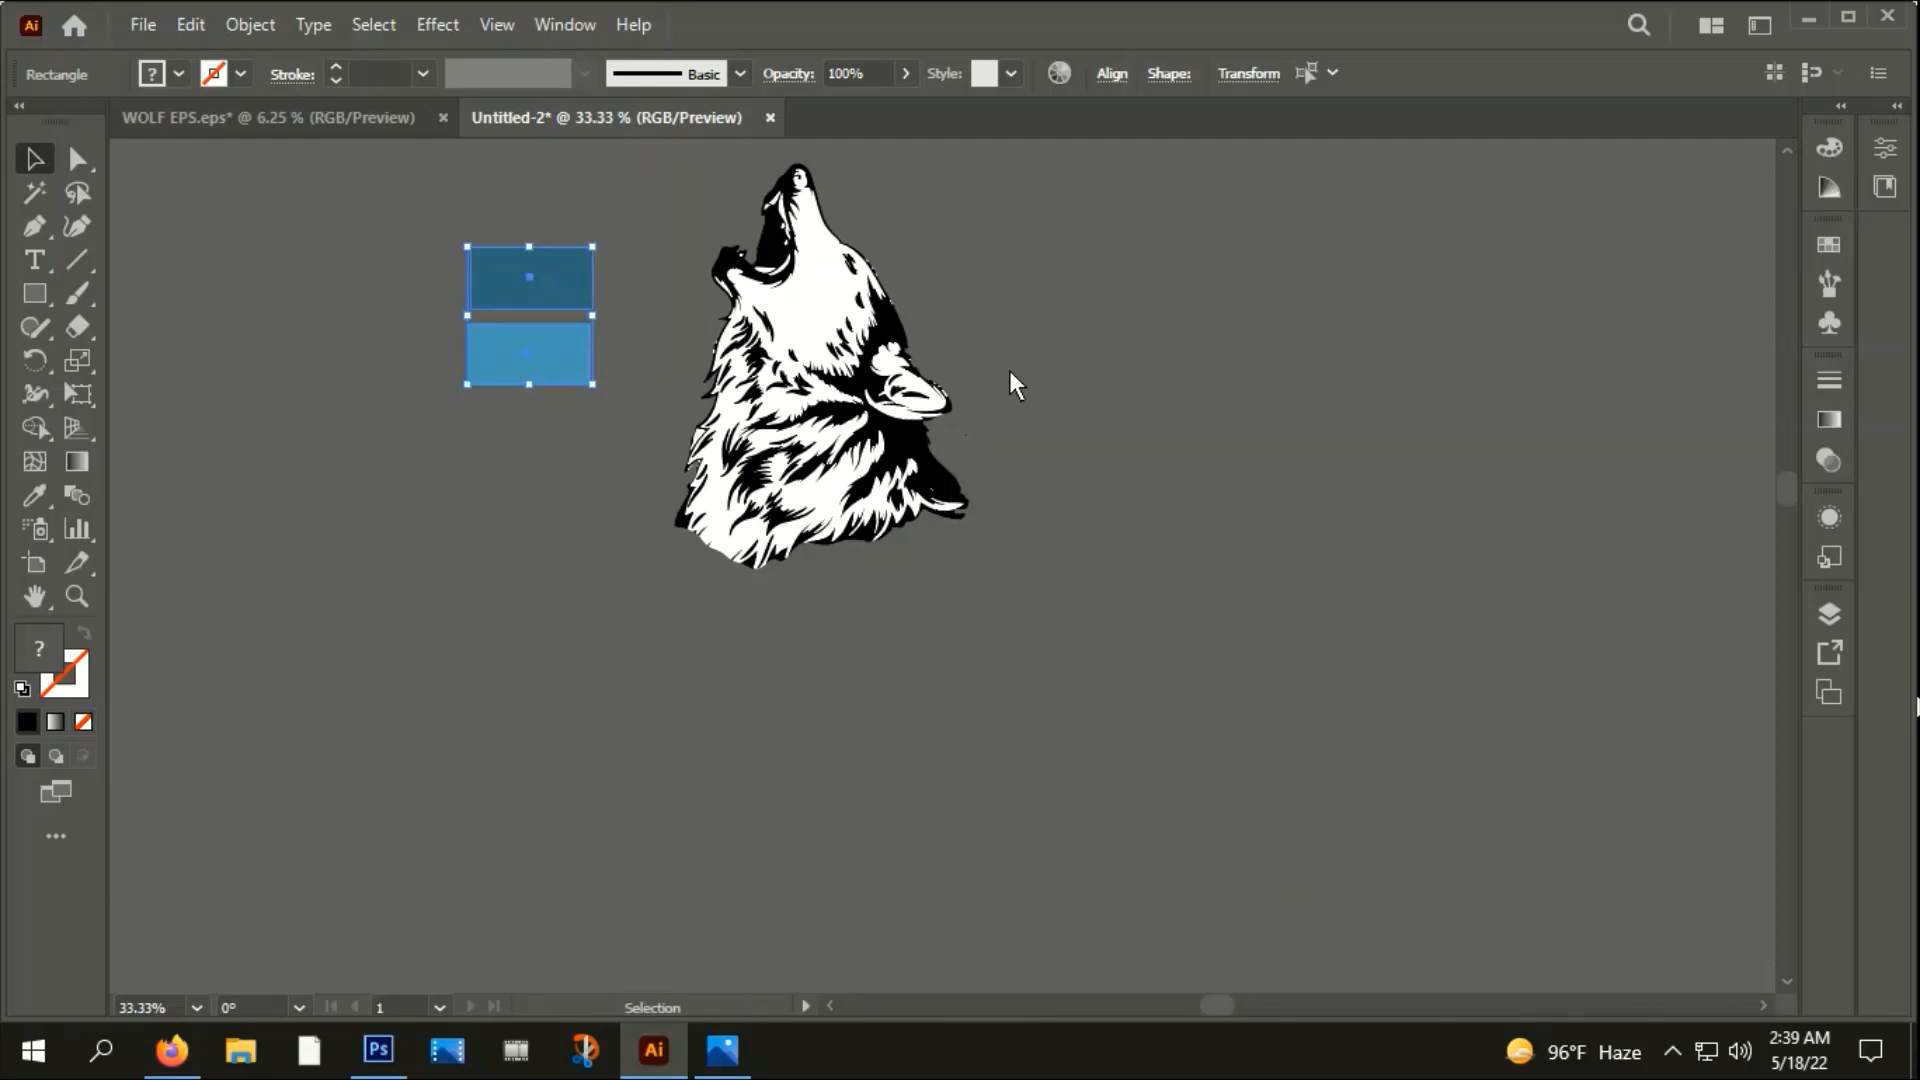 Ai File Edit Object Type Select Effect View Window Help
Rectangle ? Stroke: Basic Opacity: 100% Style: Align Shape: Transform
WOLF EPS.eps* @ 6.25 % (RGB/Preview) × Untitled-2* @ 33.33 % (RGB/Preview) ×
T
?
33.33% 0° 1 Selection
Ps Ai 96°F Haze 2:39 AM
5/18/22